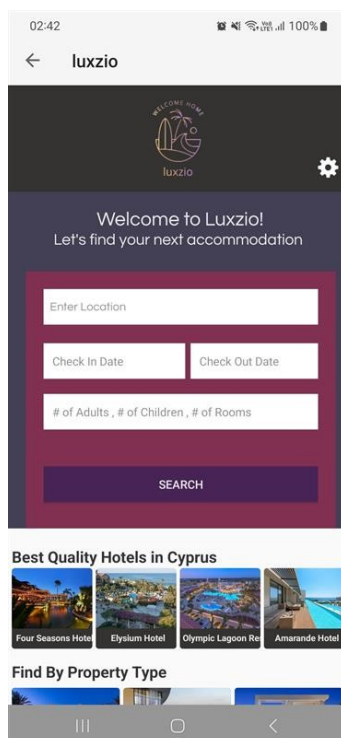 02:42
100%
luxzio
WELCOME HOME
luxzio
Welcome to Luxzio!
Let's find your next accommodation
Enter Location
Check In Date
Check Out Date
# of Adults , # of Children , # of Rooms
SEARCH
Best Quality Hotels in Cyprus
Four Seasons Hotel
Elysium Hotel
Olympic Lagoon Re
Amarande Hotel
Find By Property Type